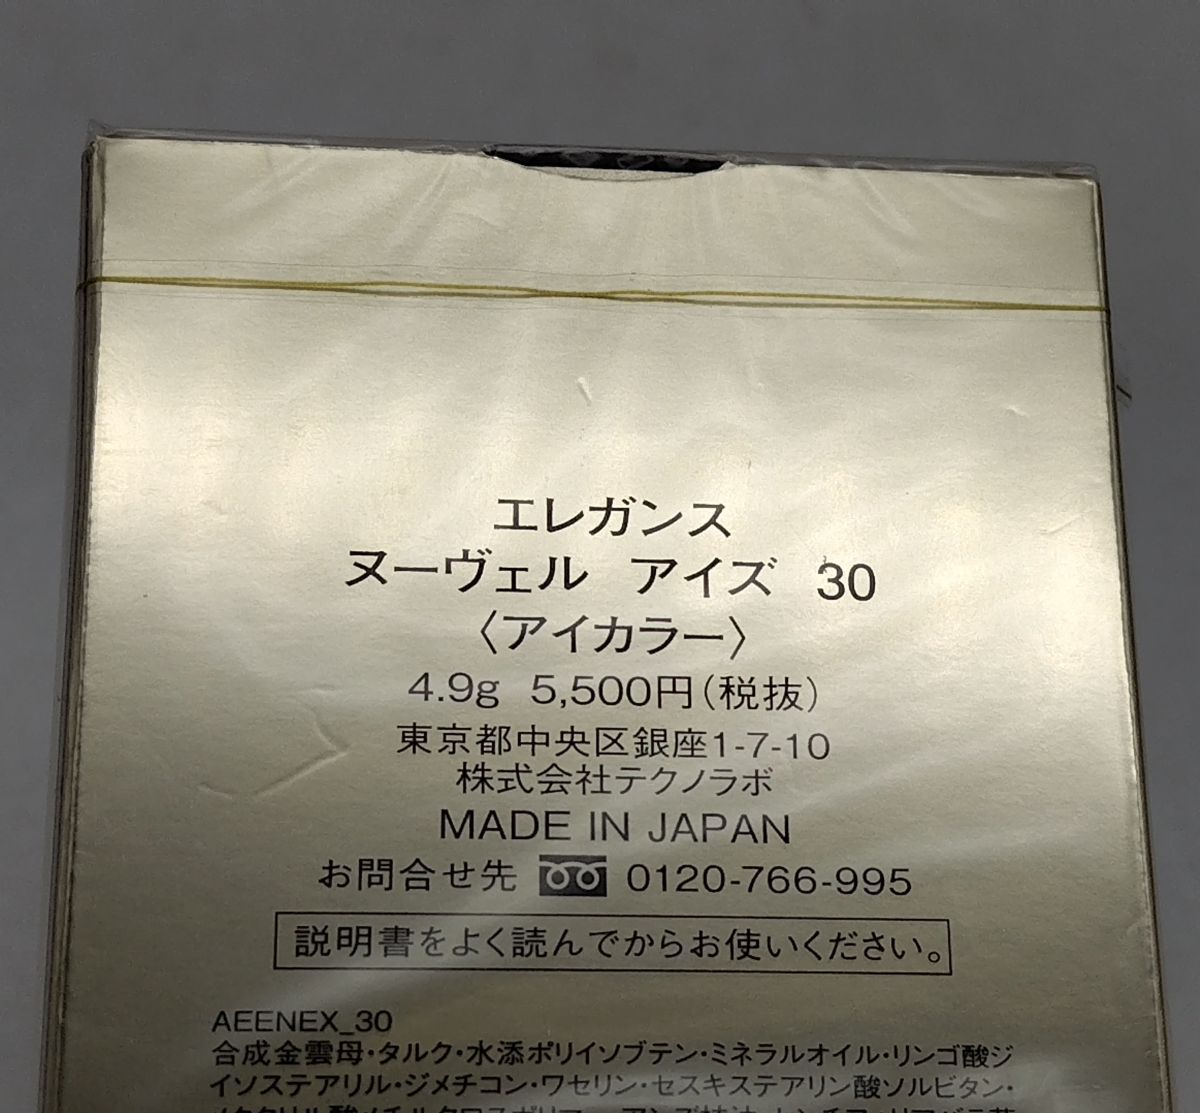 エレガンス
ヌーヴェル アイズ 30
〈アイカラー〉
4.9g 5,500円(税抜)
東京都中央区銀座1-7-10
株式会社テクノラボ
MADE IN JAPAN
お問合せ先 0120-766-995
説明書をよく読んでからお使いください。
AEENEX_30
合成金雲母・タルク・水添ポリイソブテン・ミネラルオイル・リンゴ酸ジ
イソステアリル・ジメチコン・ワセリン・セスキステアリン酸ソルビタン・